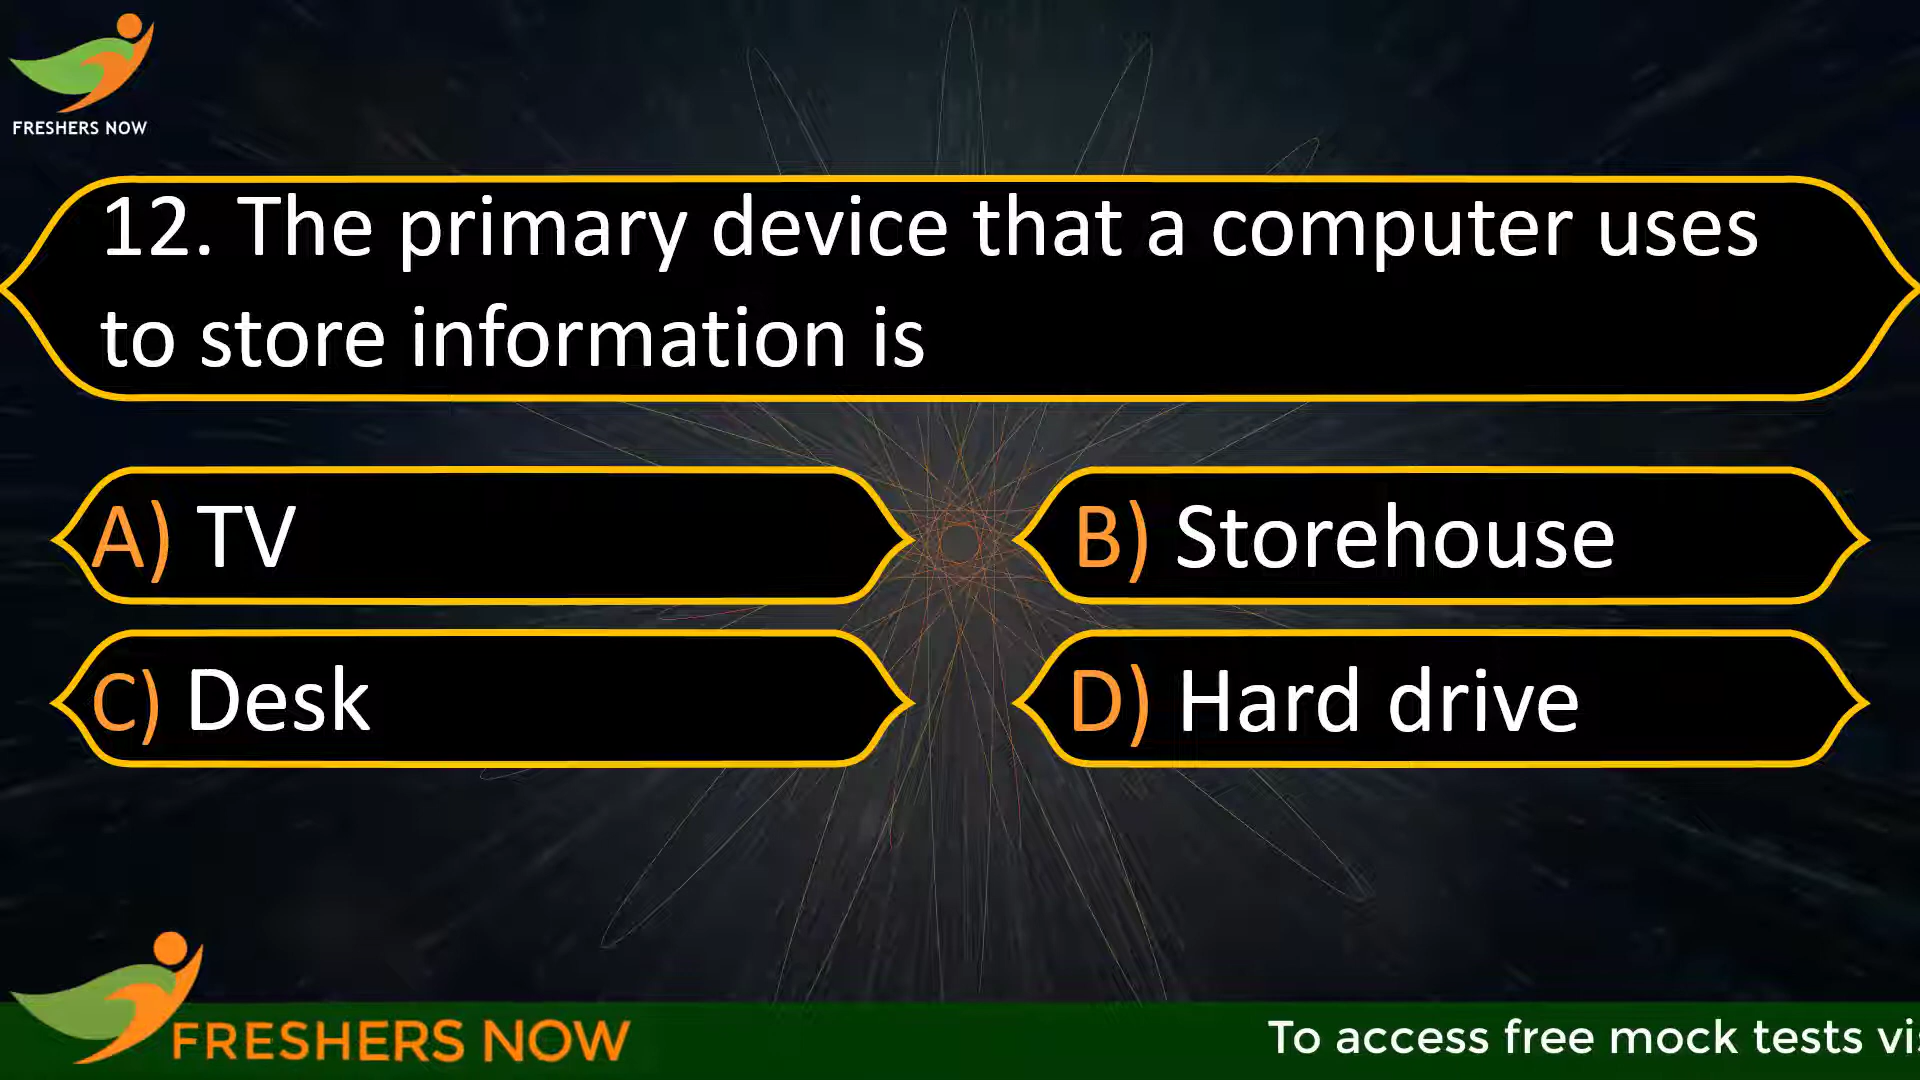 FRESHERS NOW
12. The primary device that a computer uses
to store information is
A) TV
B) Storehouse
C) Desk
D) Hard drive
FRESHERS NOW
To access free mock tests vis